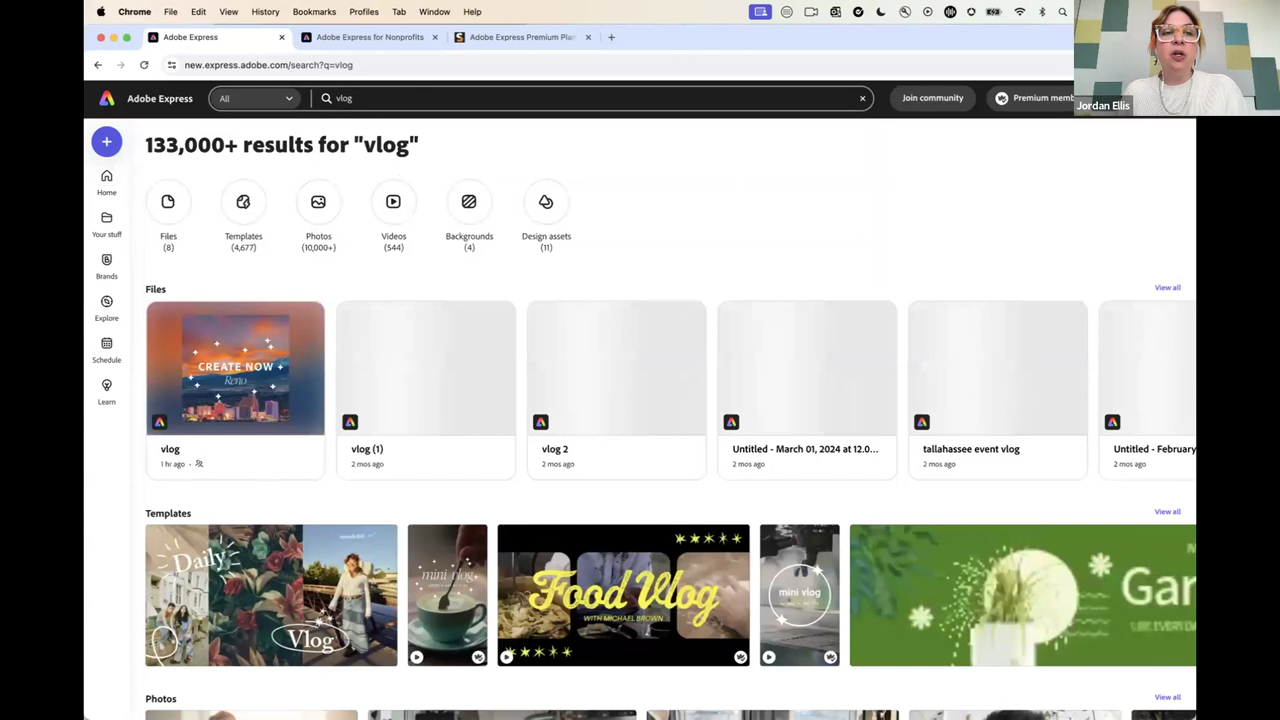 Chrome File Edit View History Bookmarks Profiles Tab Window Help
Adobe Express
Adobe Express for Nonprofits
Adobe Express Premium Pla
new.express.adobe.com/search?q=vlog
Adobe Express
All
vlog
Join community
Premium memb
Jordan Ellis
133,000+ results for "vlog"
Home
Your stuff
Brands
Explore
Schedule
Learn
Files
(8)
Templates
(4,677)
Photos
(10,000+)
Videos
(544)
Backgrounds
(4)
Design assets
(11)
Files
View all
CREATE NOW
Reno
vlog
1 hr ago
vlog (1)
2 mos ago
vlog 2
2 mos ago
Untitled - March 01, 2024 at 12.0...
2 mos ago
tallahassee event vlog
2 mos ago
Untitled - February
2 mos ago
Templates
View all
Daily
Vlog
mini vlog
Food Vlog
WITH MICHAEL BROWN
mini vlog
Gar
Photos
View all